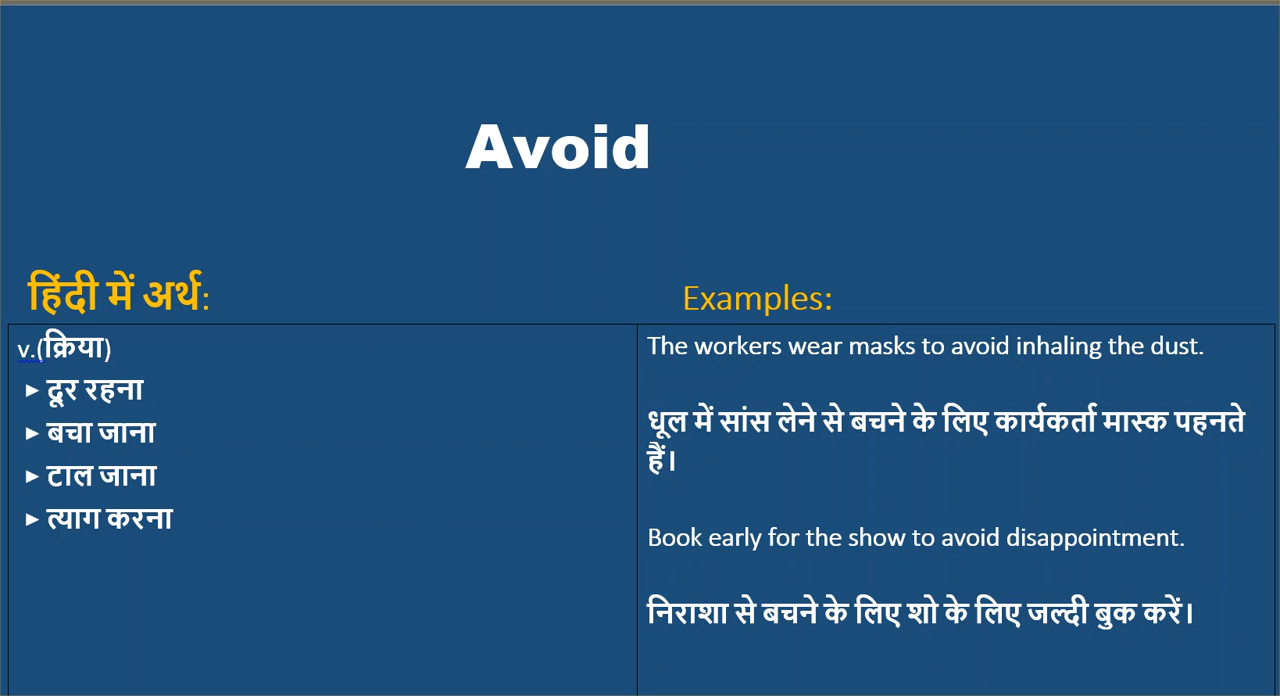 Avoid
हिंदी में अर्थ:
v.(क्रिया)
▸ दूर रहना
▸ बचा जाना
▸ टाल जाना
▸ त्याग करना
Examples:
The workers wear masks to avoid inhaling the dust.
धूल में सांस लेने से बचने के लिए कार्यकर्ता मास्क पहनते
हैं।
Book early for the show to avoid disappointment.
निराशा से बचने के लिए शो के लिए जल्दी बुक करें।